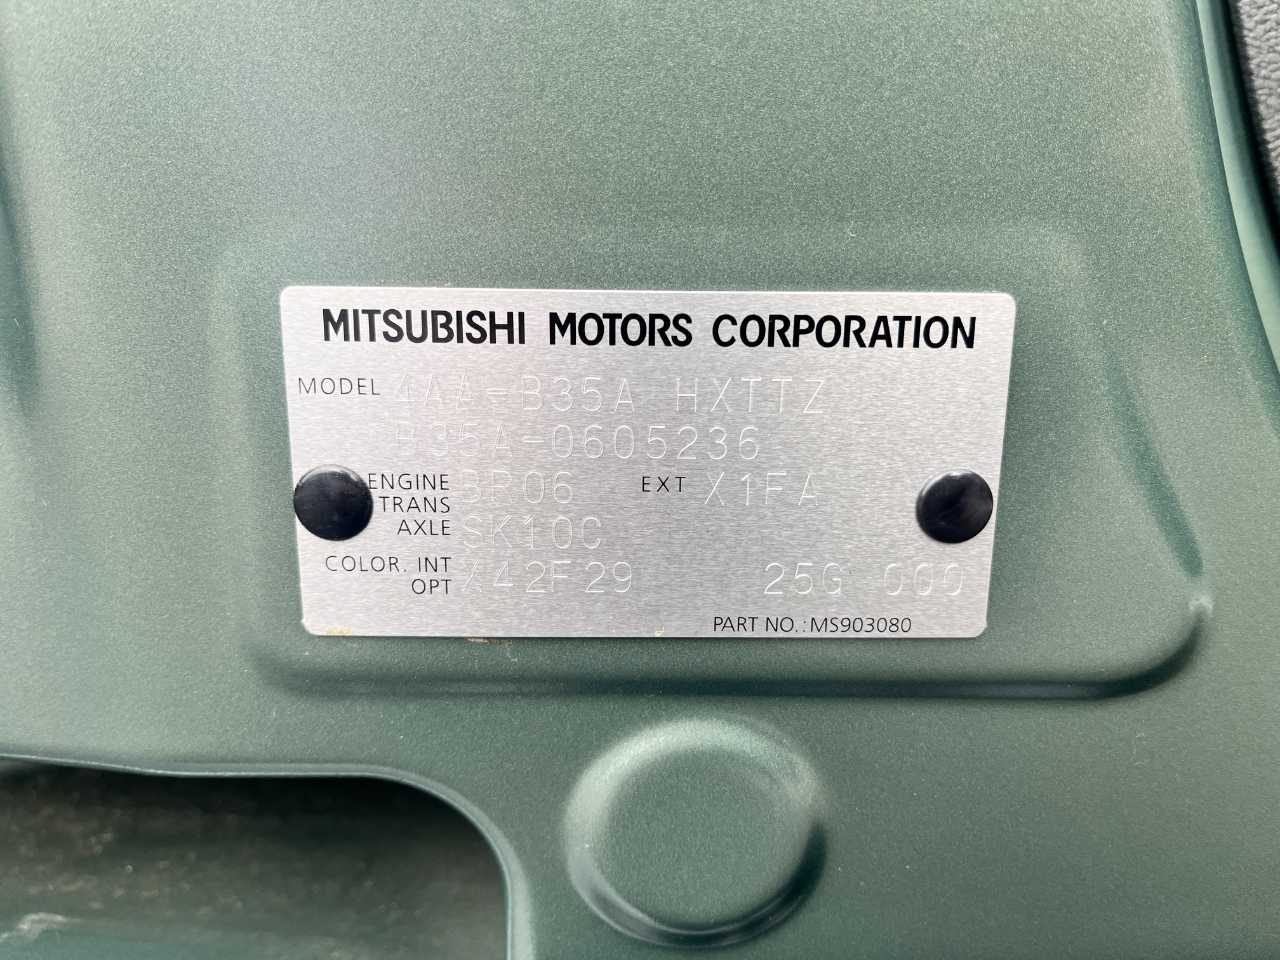 MITSUBISHI MOTORS CORPORATION
MODEL 4AA-B35A HXTTZ
B35A-0605236
ENGINE BR06 EXT X1FA
TRANS
AXLE SK10C
COLOR. INT
OPT X42F29 25G 000
PART NO.: MS903080